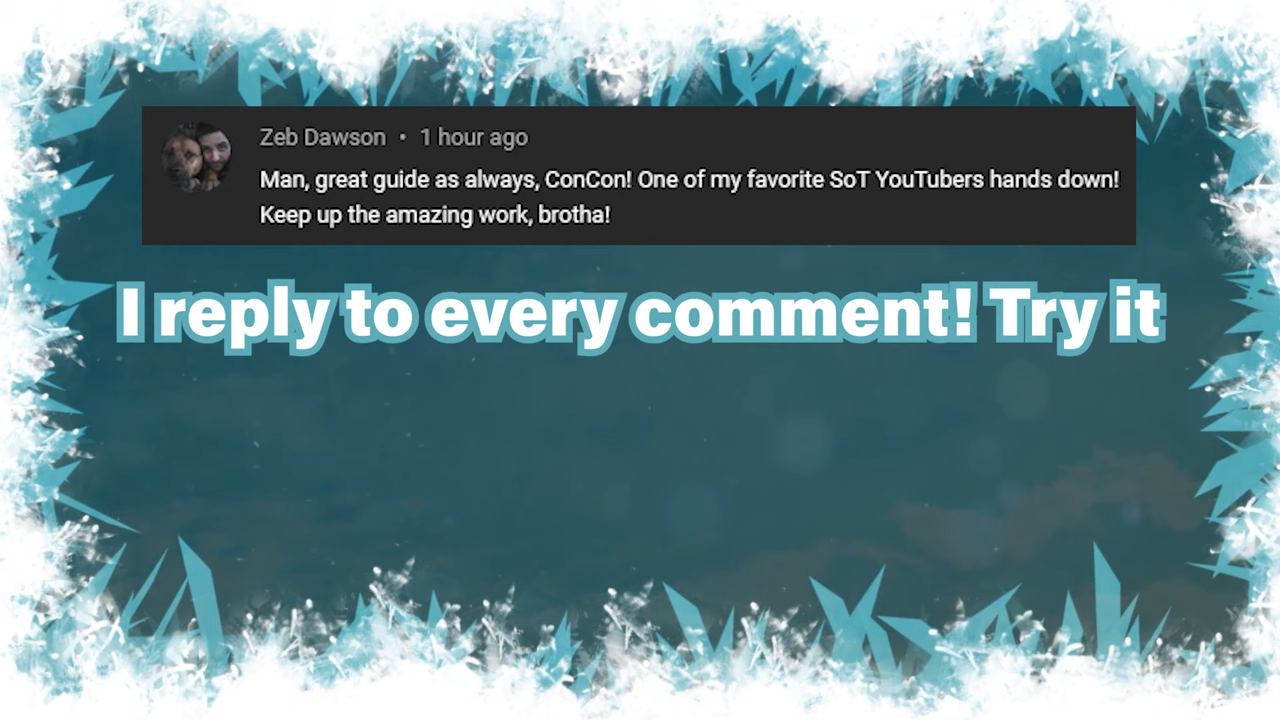 Zeb Dawson • 1 hour ago
Man, great guide as always, ConCon! One of my favorite SoT YouTubers hands down!
Keep up the amazing work, brotha!
I reply to every comment! Try it